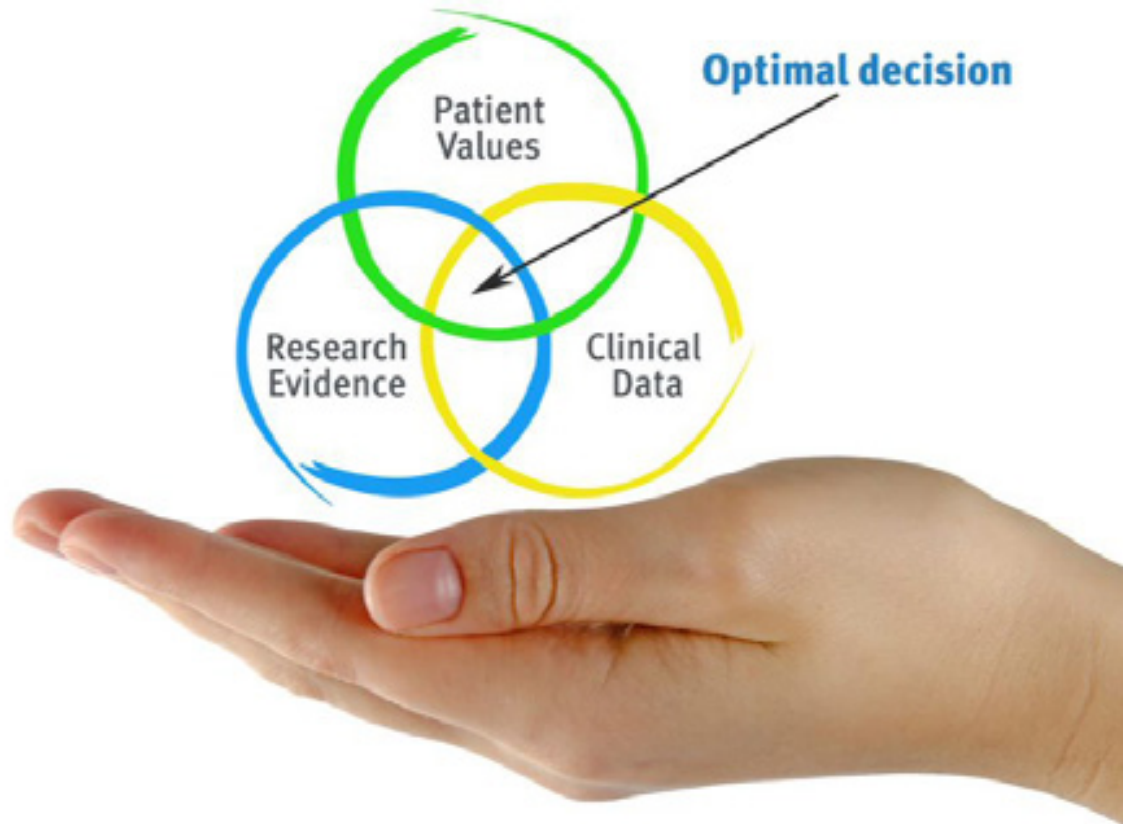 Optimal decision
Patient
Values
Research
Evidence
Clinical
Data